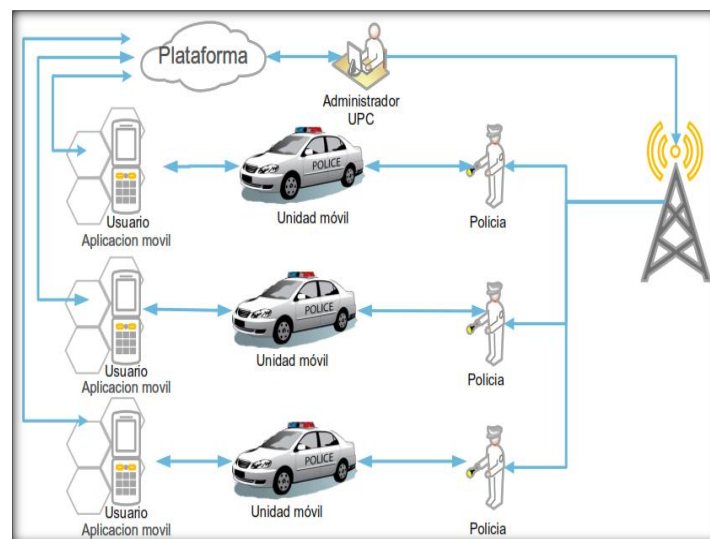 Plataforma
Administrador
UPC
POLICE
Usuario
Aplicacion movil
Unidad móvil
Policia
POLICE
Usuario
Aplicacion movil
Unidad móvil
Policia
POLICE
Usuario
Aplicacion movil
Unidad móvil
Policia